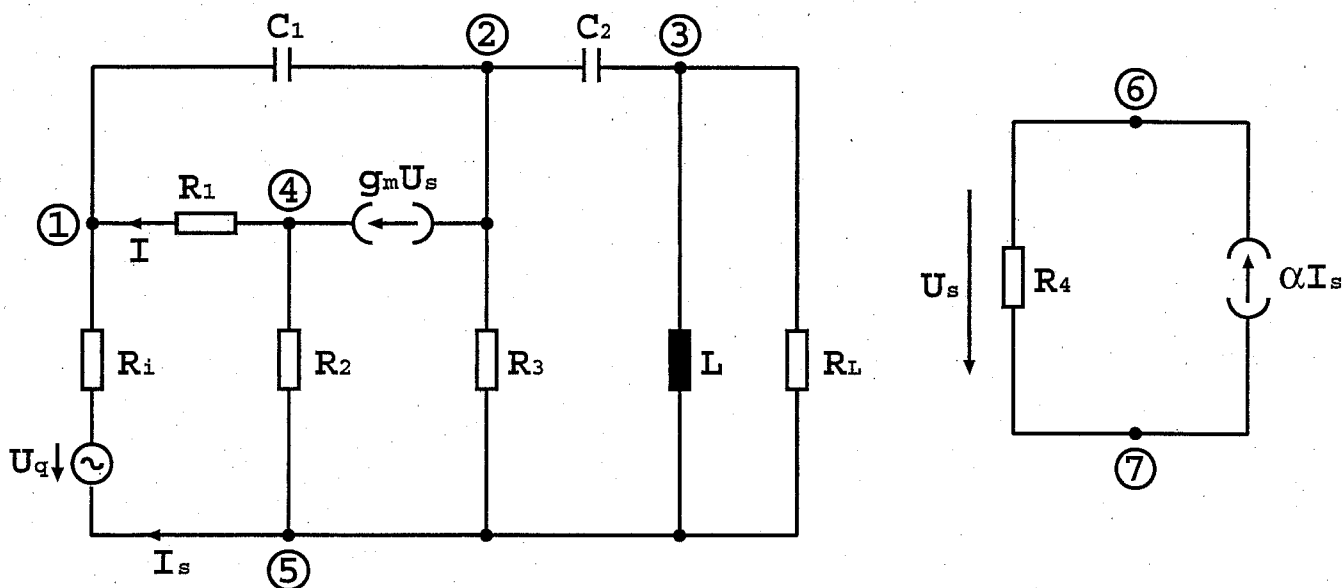 C₁
②
C₂
③
⑥
R₁
④
gₘUₛ
①
I
Uₛ
R₄
αIₛ
Rᵢ
R₂
R₃
L
R_L
U_q
⑦
Iₛ
⑤